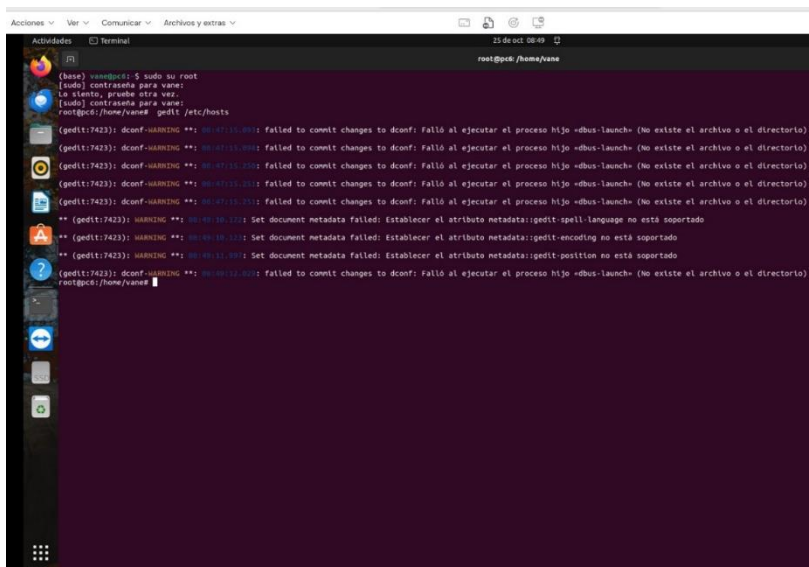 Acciones Ver Comunicar Archivos y extras
Actividades Terminal 25 de oct 08:49
root@pc6: /home/vane
(base) vane@pc6:~$ sudo su root
[sudo] contraseña para vane:
Lo siento, pruebe otra vez.
[sudo] contraseña para vane:
root@pc6:/home/vane# gedit /etc/hosts
(gedit:7423): dconf-WARNING **: failed to commit changes to dconf: Falló al ejecutar el proceso hijo «dbus-launch» (No existe el archivo o el directorio)
(gedit:7423): dconf-WARNING **: failed to commit changes to dconf: Falló al ejecutar el proceso hijo «dbus-launch» (No existe el archivo o el directorio)
(gedit:7423): dconf-WARNING **: failed to commit changes to dconf: Falló al ejecutar el proceso hijo «dbus-launch» (No existe el archivo o el directorio)
(gedit:7423): dconf-WARNING **: failed to commit changes to dconf: Falló al ejecutar el proceso hijo «dbus-launch» (No existe el archivo o el directorio)
(gedit:7423): dconf-WARNING **: failed to commit changes to dconf: Falló al ejecutar el proceso hijo «dbus-launch» (No existe el archivo o el directorio)
** (gedit:7423): WARNING **: Set document metadata failed: Establecer el atributo metadata::gedit-spell-language no está soportado
** (gedit:7423): WARNING **: Set document metadata failed: Establecer el atributo metadata::gedit-encoding no está soportado
** (gedit:7423): WARNING **: Set document metadata failed: Establecer el atributo metadata::gedit-position no está soportado
(gedit:7423): dconf-WARNING **: failed to commit changes to dconf: Falló al ejecutar el proceso hijo «dbus-launch» (No existe el archivo o el directorio)
root@pc6:/home/vane#